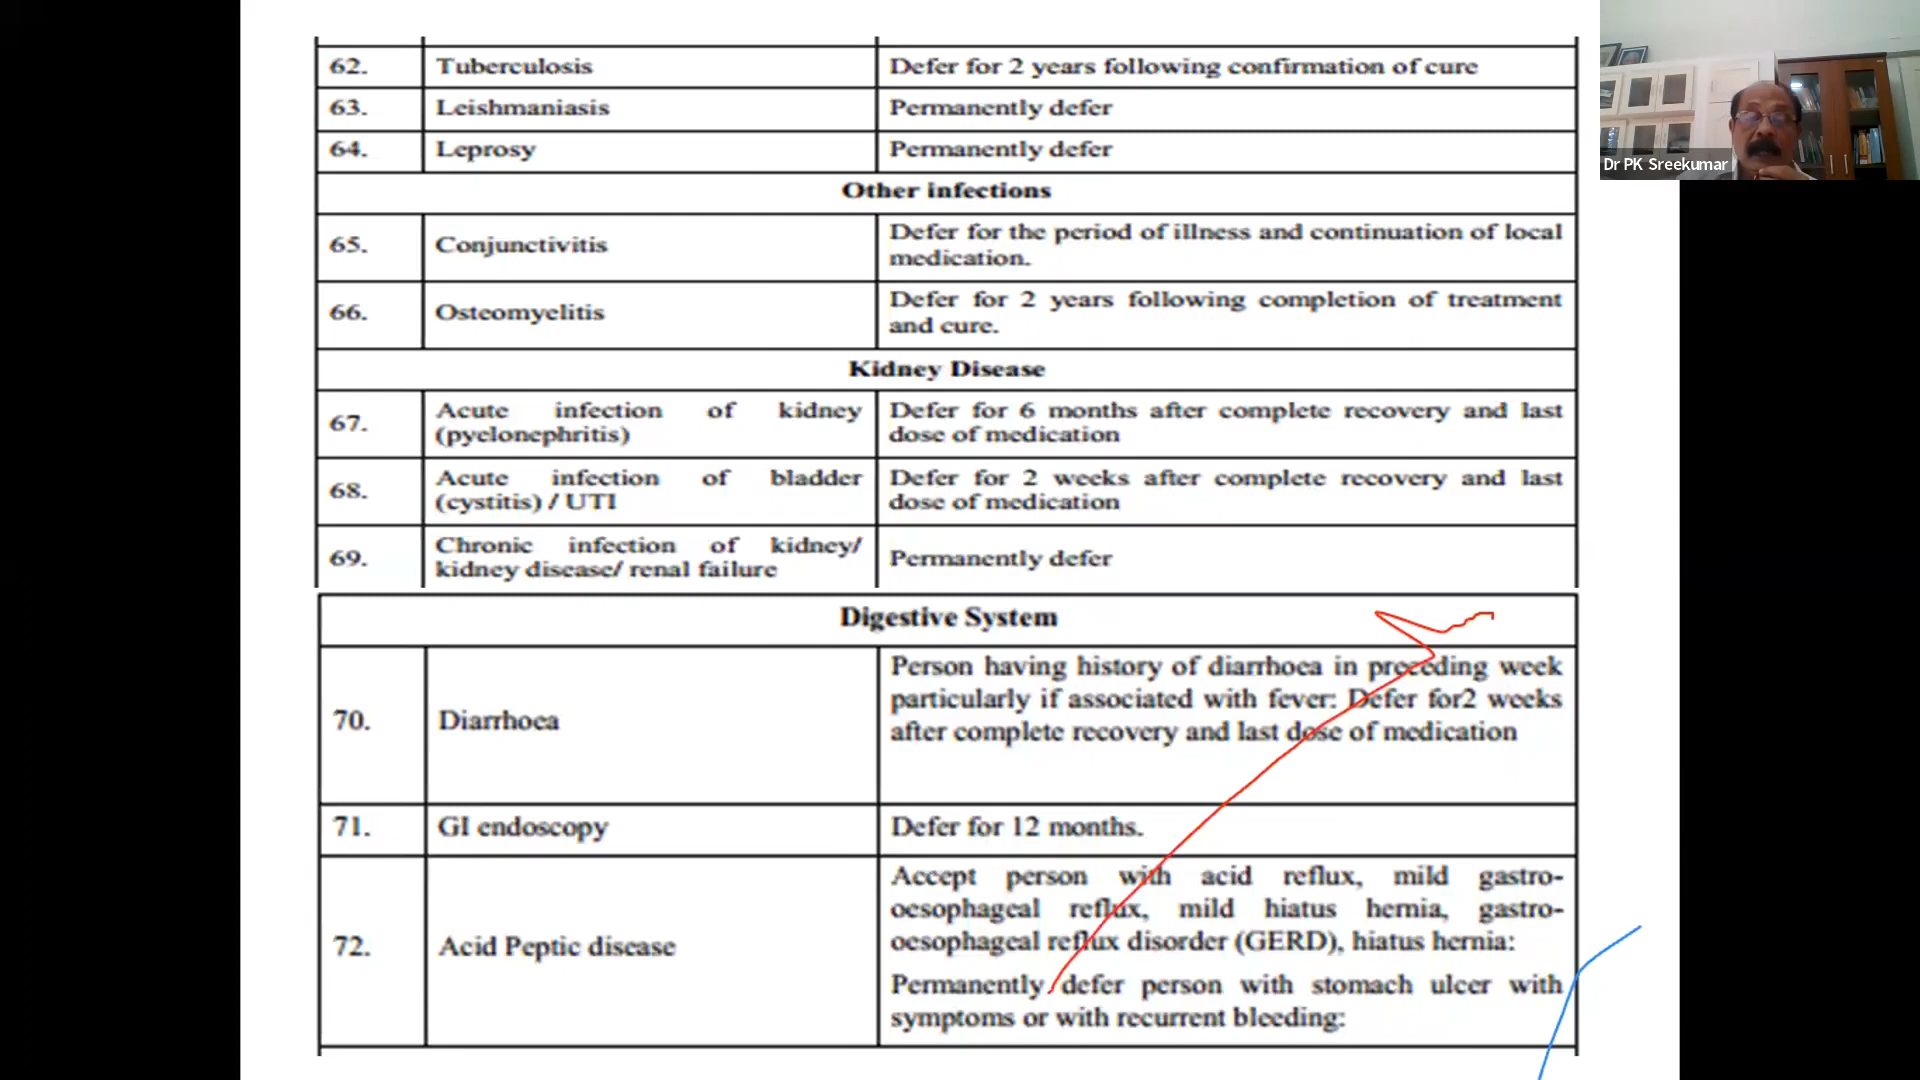 62. Tuberculosis Defer for 2 years following confirmation of cure
63. Leishmaniasis Permanently defer
64. Leprosy Permanently defer
Other infections
65. Conjunctivitis Defer for the period of illness and continuation of local
medication.
66. Osteomyelitis Defer for 2 years following completion of treatment
and cure.
Kidney Disease
67. Acute infection of kidney
(pyelonephritis)
Defer for 6 months after complete recovery and last
dose of medication
68. Acute infection of bladder
(cystitis) / UTI
Defer for 2 weeks after complete recovery and last
dose of medication
69. Chronic infection of kidney/
kidney disease/ renal failure
Permanently defer
Digestive System
70. Diarrhoea
Person having history of diarrhoea in preceding week
particularly if associated with fever: Defer for2 weeks
after complete recovery and last dose of medication
71. GI endoscopy Defer for 12 months.
72. Acid Peptic disease
Accept person with acid reflux, mild gastro-
oesophageal reflux, mild hiatus hernia, gastro-
oesophageal reflux disorder (GERD), hiatus hernia:
Permanently defer person with stomach ulcer with
symptoms or with recurrent bleeding:
Dr PK Sreekumar